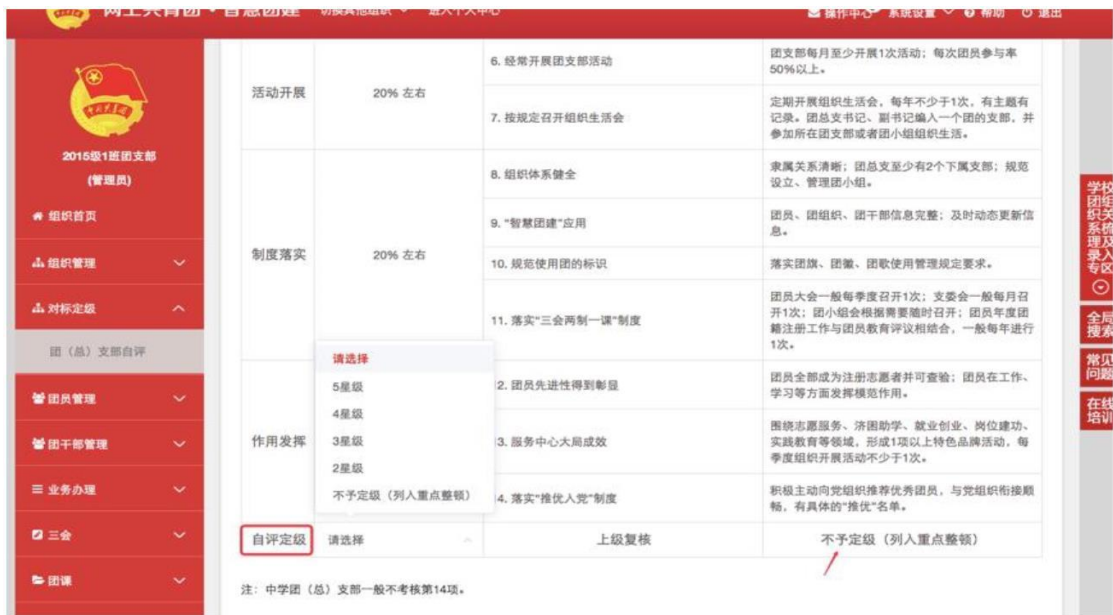 网上共青团·智慧团建 切换其他组织 进入个人中心 操作中心 系统设置 帮助 退出
2015级1班团支部
(管理员)
组织首页
组织管理
对标定级
团（总）支部自评
团员管理
团干部管理
业务办理
三会
团课
活动开展
20% 左右
6. 经常开展团支部活动
团支部每月至少开展1次活动；每次团员参与率
50%以上。
7. 按规定召开组织生活会
定期开展组织生活会，每年不少于1次，有主题有
记录。团总支书记、副书记编入一个团的支部，并
参加所在团支部或者团小组组织生活。
制度落实
20% 左右
8. 组织体系健全
隶属关系清晰；团总支至少有2个下属支部；规范
设立、管理团小组。
9. “智慧团建”应用
团员、团组织、团干部信息完整；及时动态更新信
息。
10. 规范使用团的标识
落实团旗、团徽、团歌使用管理规定要求。
11. 落实“三会两制一课”制度
团员大会一般每季度召开1次；支委会一般每月召
开1次；团小组会根据需要随时召开；团员年度团
籍注册工作与团员教育评议相结合，一般每年进行
1次。
作用发挥
请选择
5星级
4星级
3星级
2星级
不予定级（列入重点整顿）
2. 团员先进性得到彰显
团员全部成为注册志愿者并可查验；团员在工作、
学习等方面发挥模范作用。
3. 服务中心大局成效
围绕志愿服务、济困助学、就业创业、岗位建功、
实践教育等领域，形成1项以上特色品牌活动，每
季度组织开展活动不少于1次。
4. 落实“推优入党”制度
积极主动向党组织推荐优秀团员，与党组织衔接顺
畅，有具体的“推优”名单。
自评定级 请选择 上级复核 不予定级（列入重点整顿）
注：中学团（总）支部一般不考核第14项。
学校
团组
织关
系统
理及
录入
专区
全局
搜索
常见
问题
在线
培训